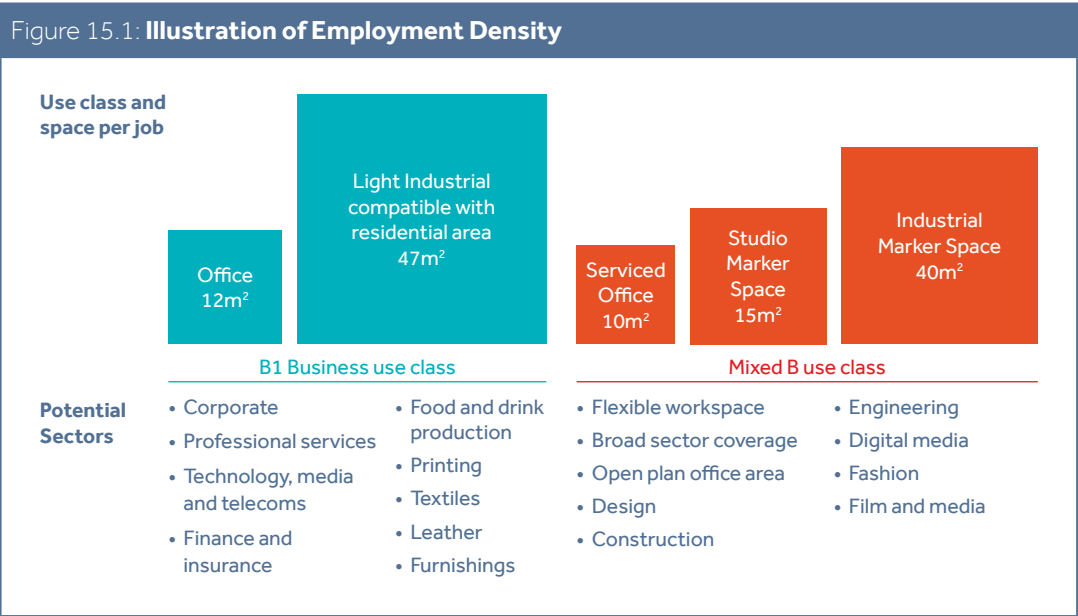 Figure 15.1: Illustration of Employment Density
Use class and
space per job
Office
12m²
Light Industrial
compatible with
residential area
47m²
Serviced
Office
10m²
Studio
Marker
Space
15m²
Industrial
Marker Space
40m²
B1 Business use class
Mixed B use class
Potential
Sectors
• Corporate
• Professional services
• Technology, media
and telecoms
• Finance and
insurance
• Food and drink
production
• Printing
• Textiles
• Leather
• Furnishings
• Flexible workspace
• Broad sector coverage
• Open plan office area
• Design
• Construction
• Engineering
• Digital media
• Fashion
• Film and media